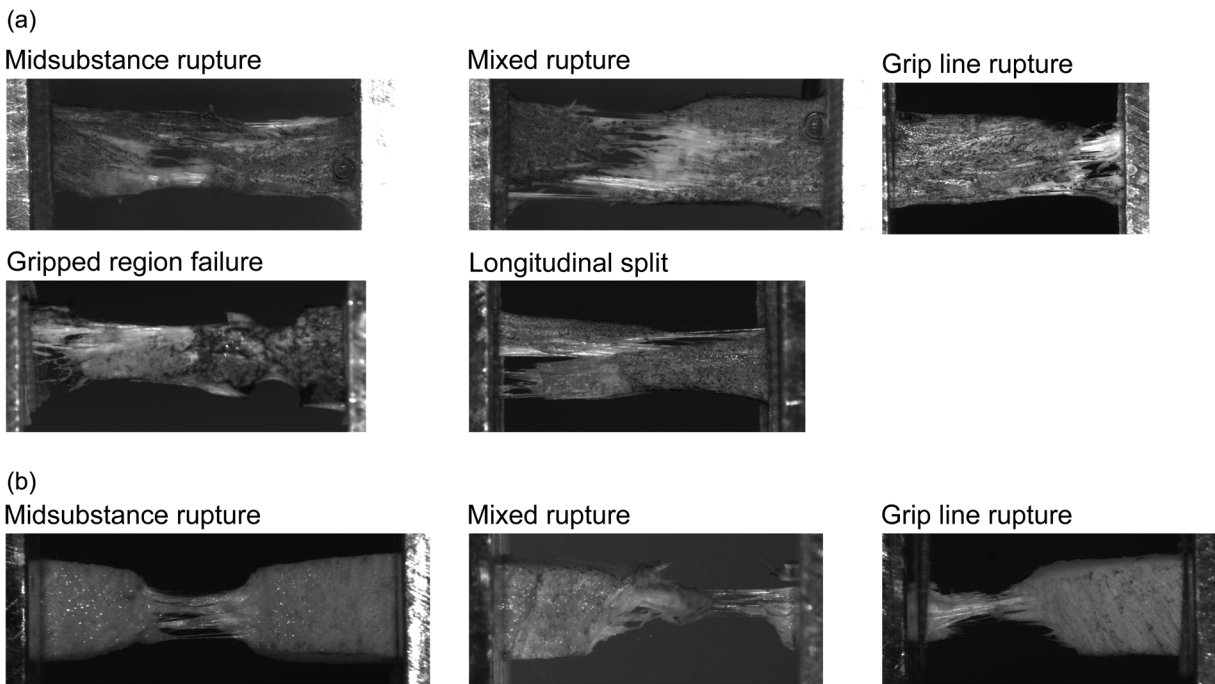 (a)
Midsubstance rupture
Mixed rupture
Grip line rupture
Gripped region failure
Longitudinal split
(b)
Midsubstance rupture
Mixed rupture
Grip line rupture